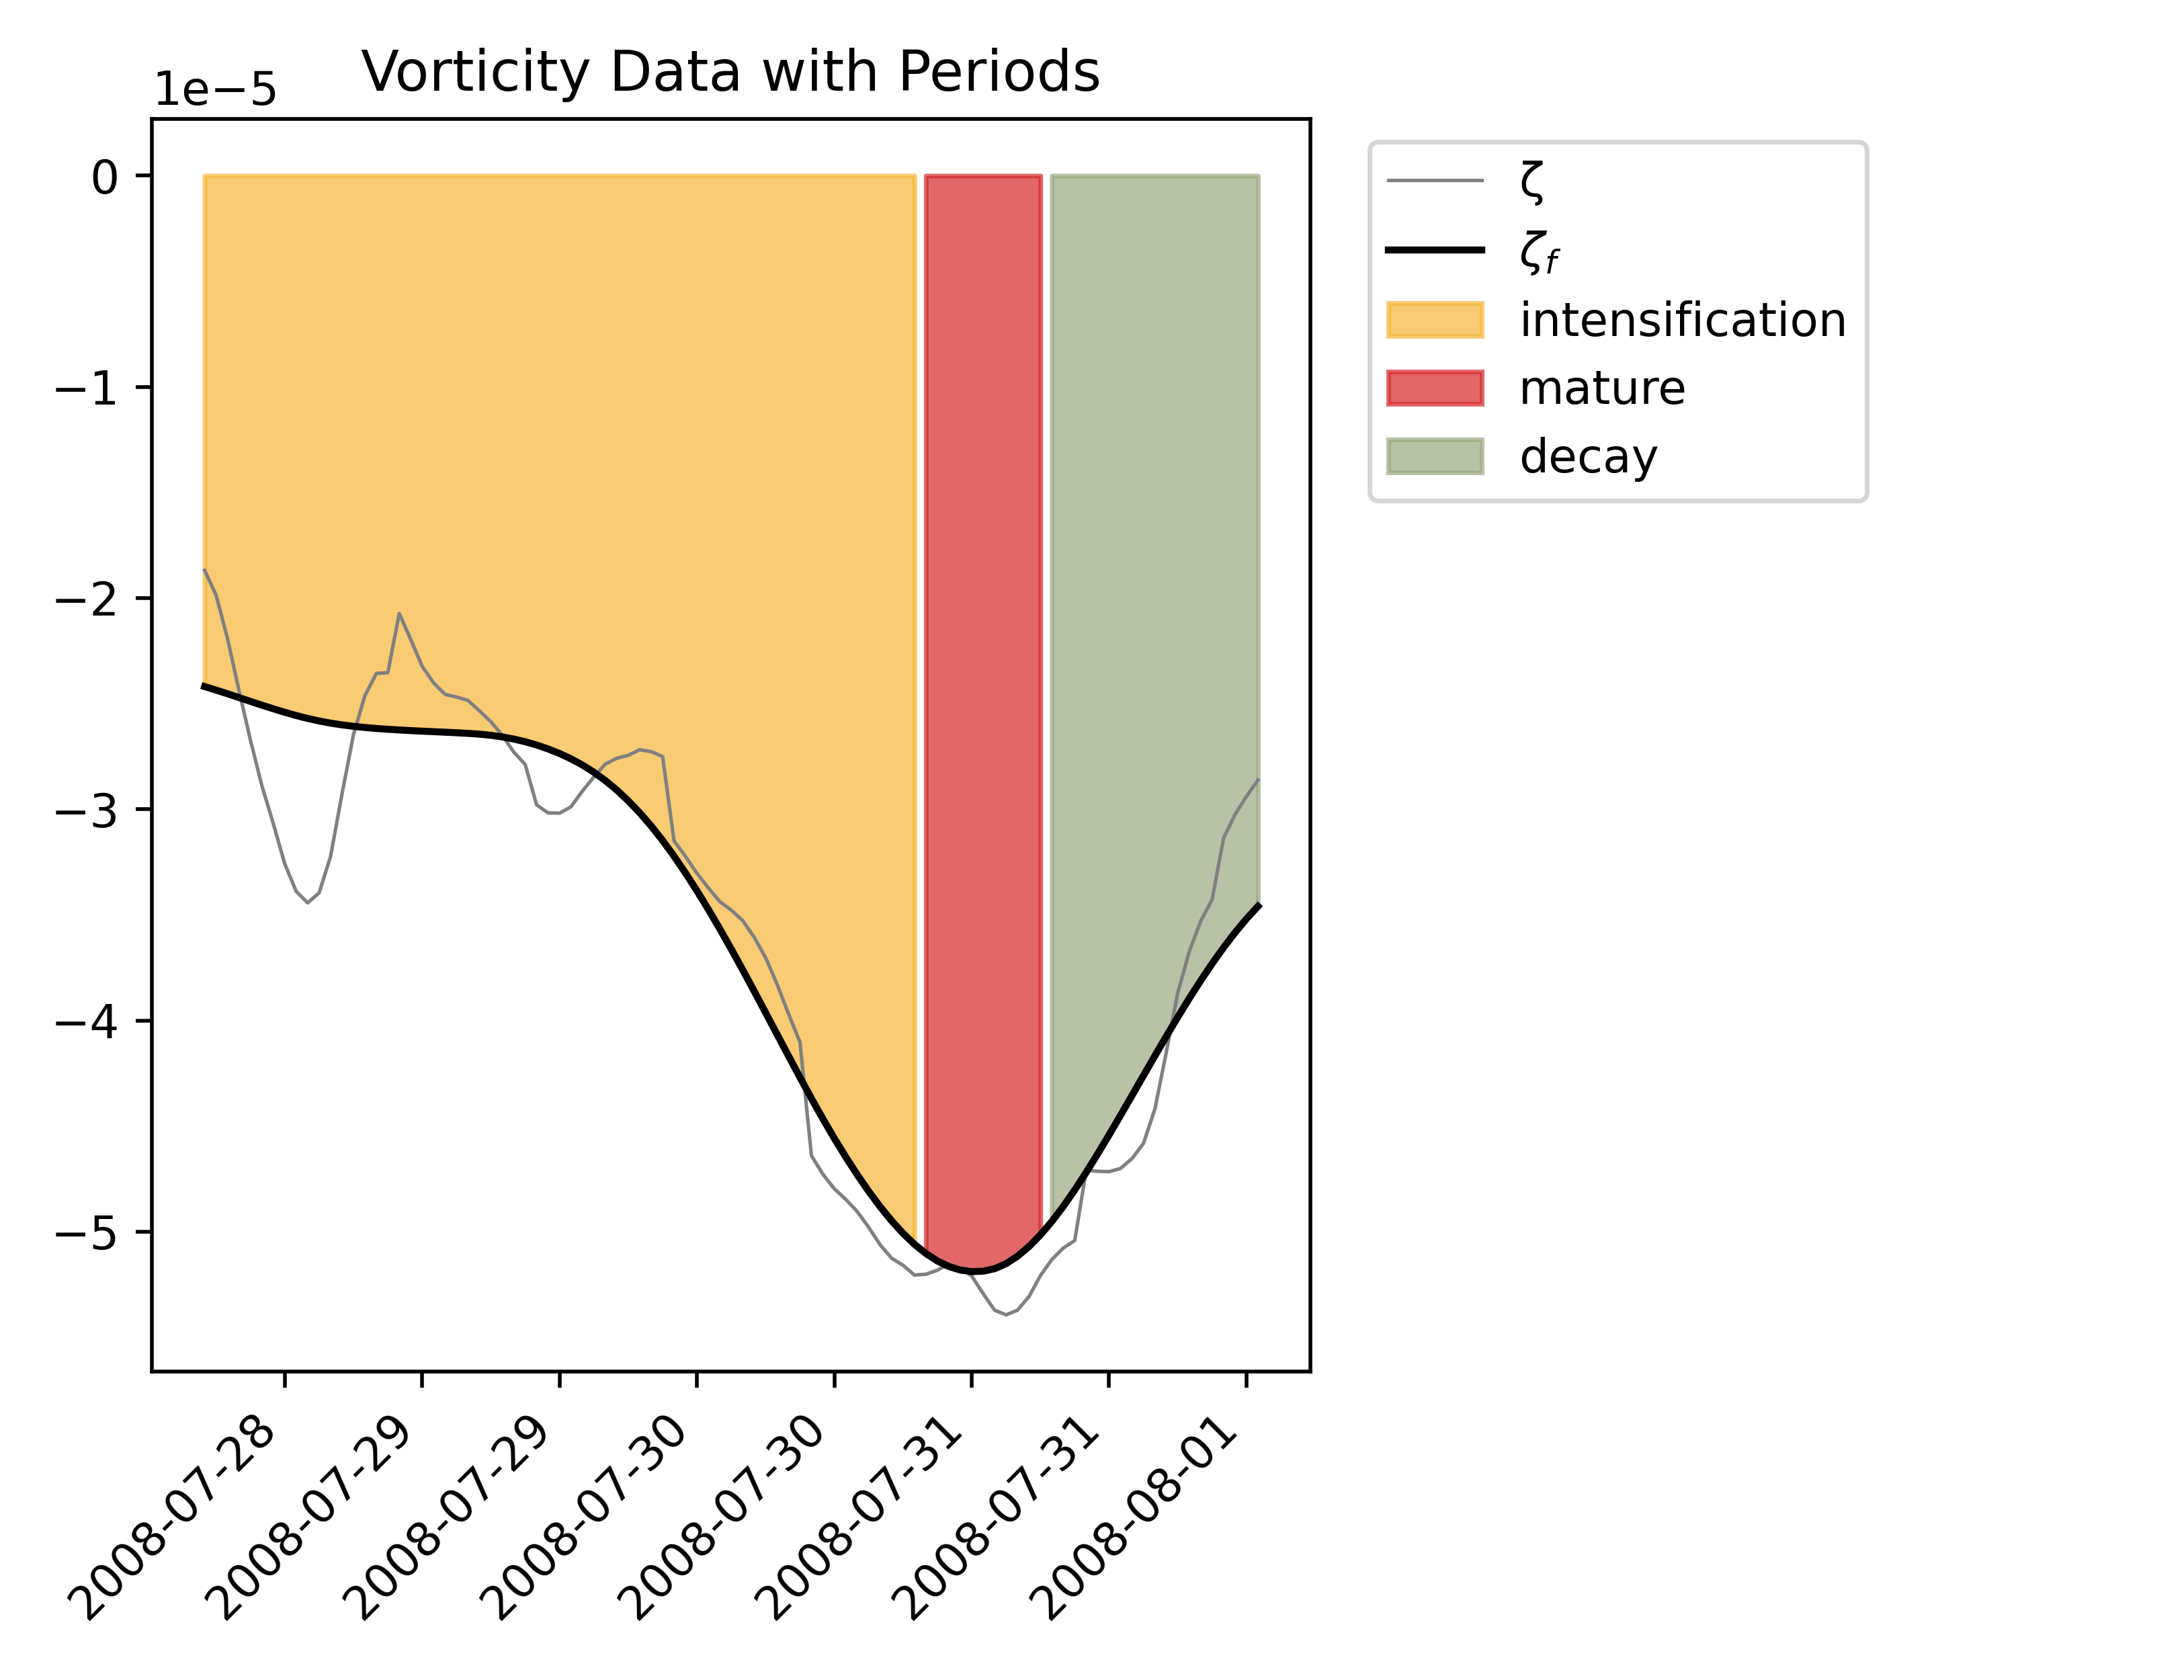 Vorticity Data with Periods
1e−5
0
−1
−2
−3
−4
−5
2008-07-28
2008-07-29
2008-07-29
2008-07-30
2008-07-30
2008-07-31
2008-07-31
2008-08-01
ζ
ζf
intensification
mature
decay